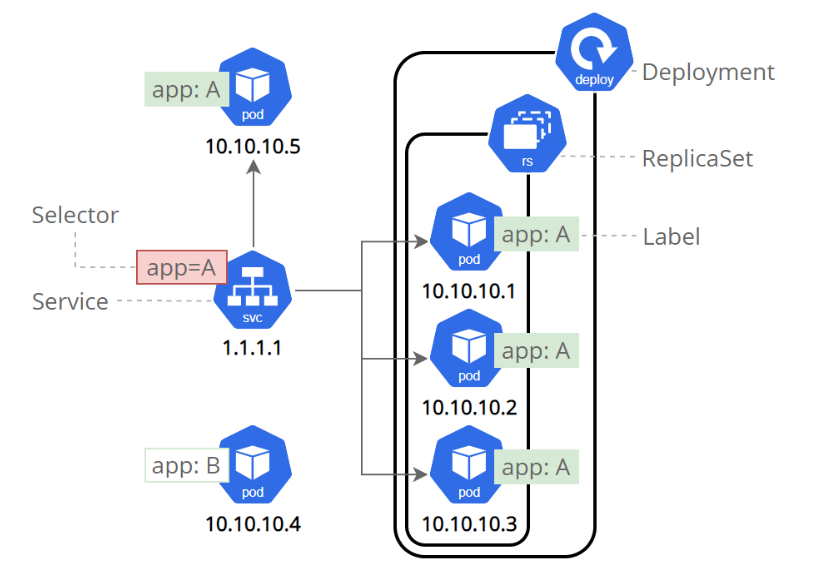 deploy
Deployment
app: A
pod
10.10.10.5
rs
ReplicaSet
Selector
app=A
Service
svc
1.1.1.1
pod
app: A
Label
10.10.10.1
pod
app: A
10.10.10.2
app: B
pod
10.10.10.4
pod
app: A
10.10.10.3